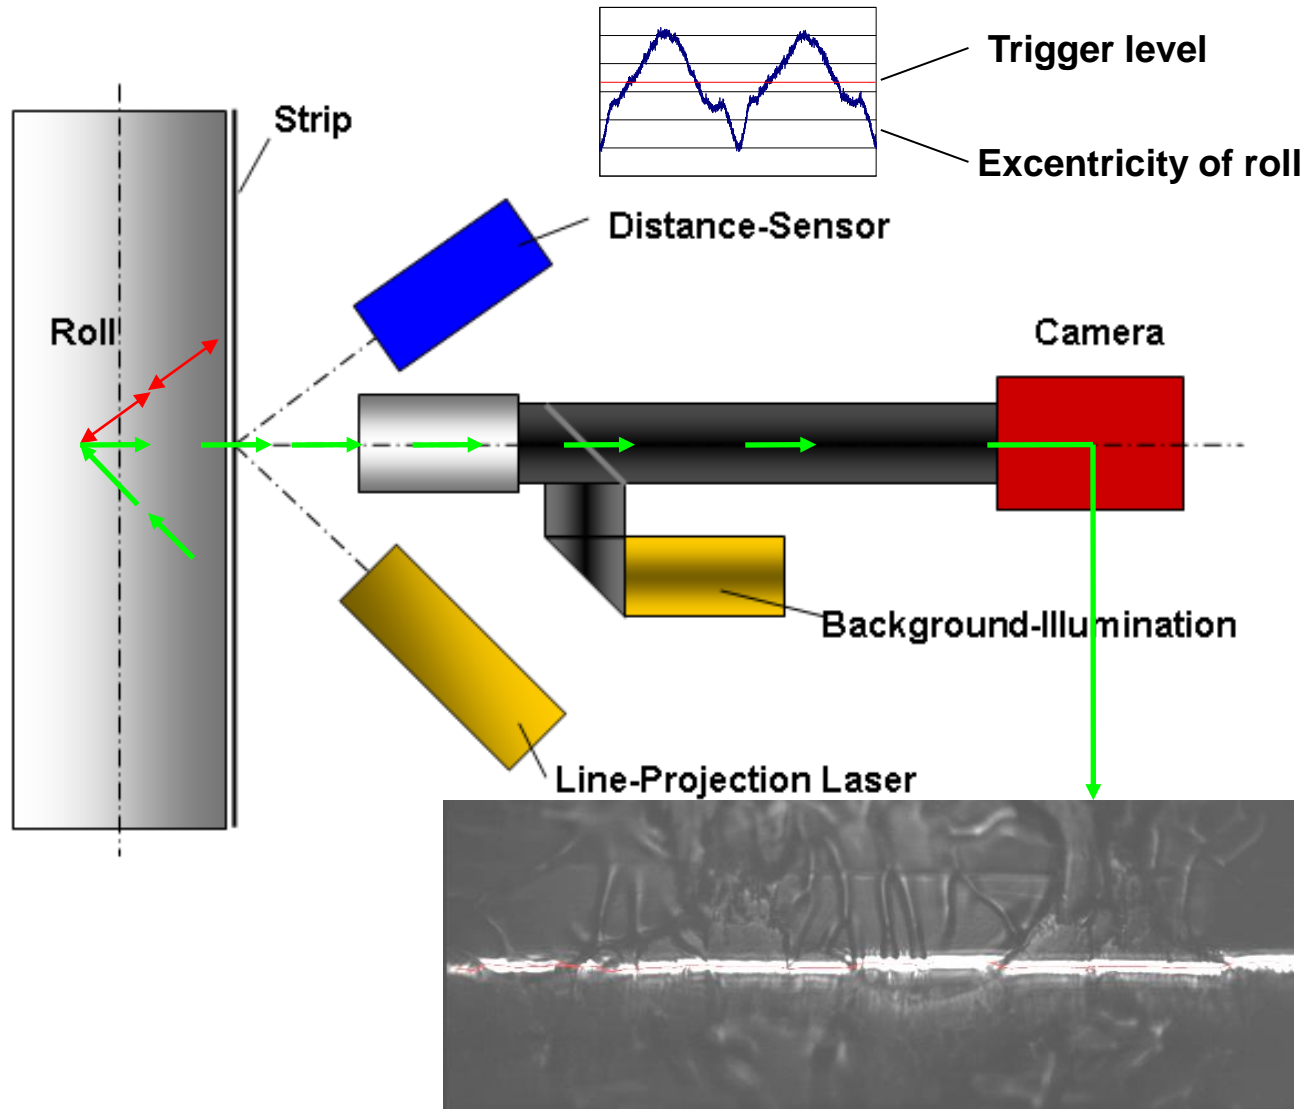 Trigger level
Strip
Excentricity of roll
Distance-Sensor
Roll
Camera
Background-Illumination
Line-Projection Laser